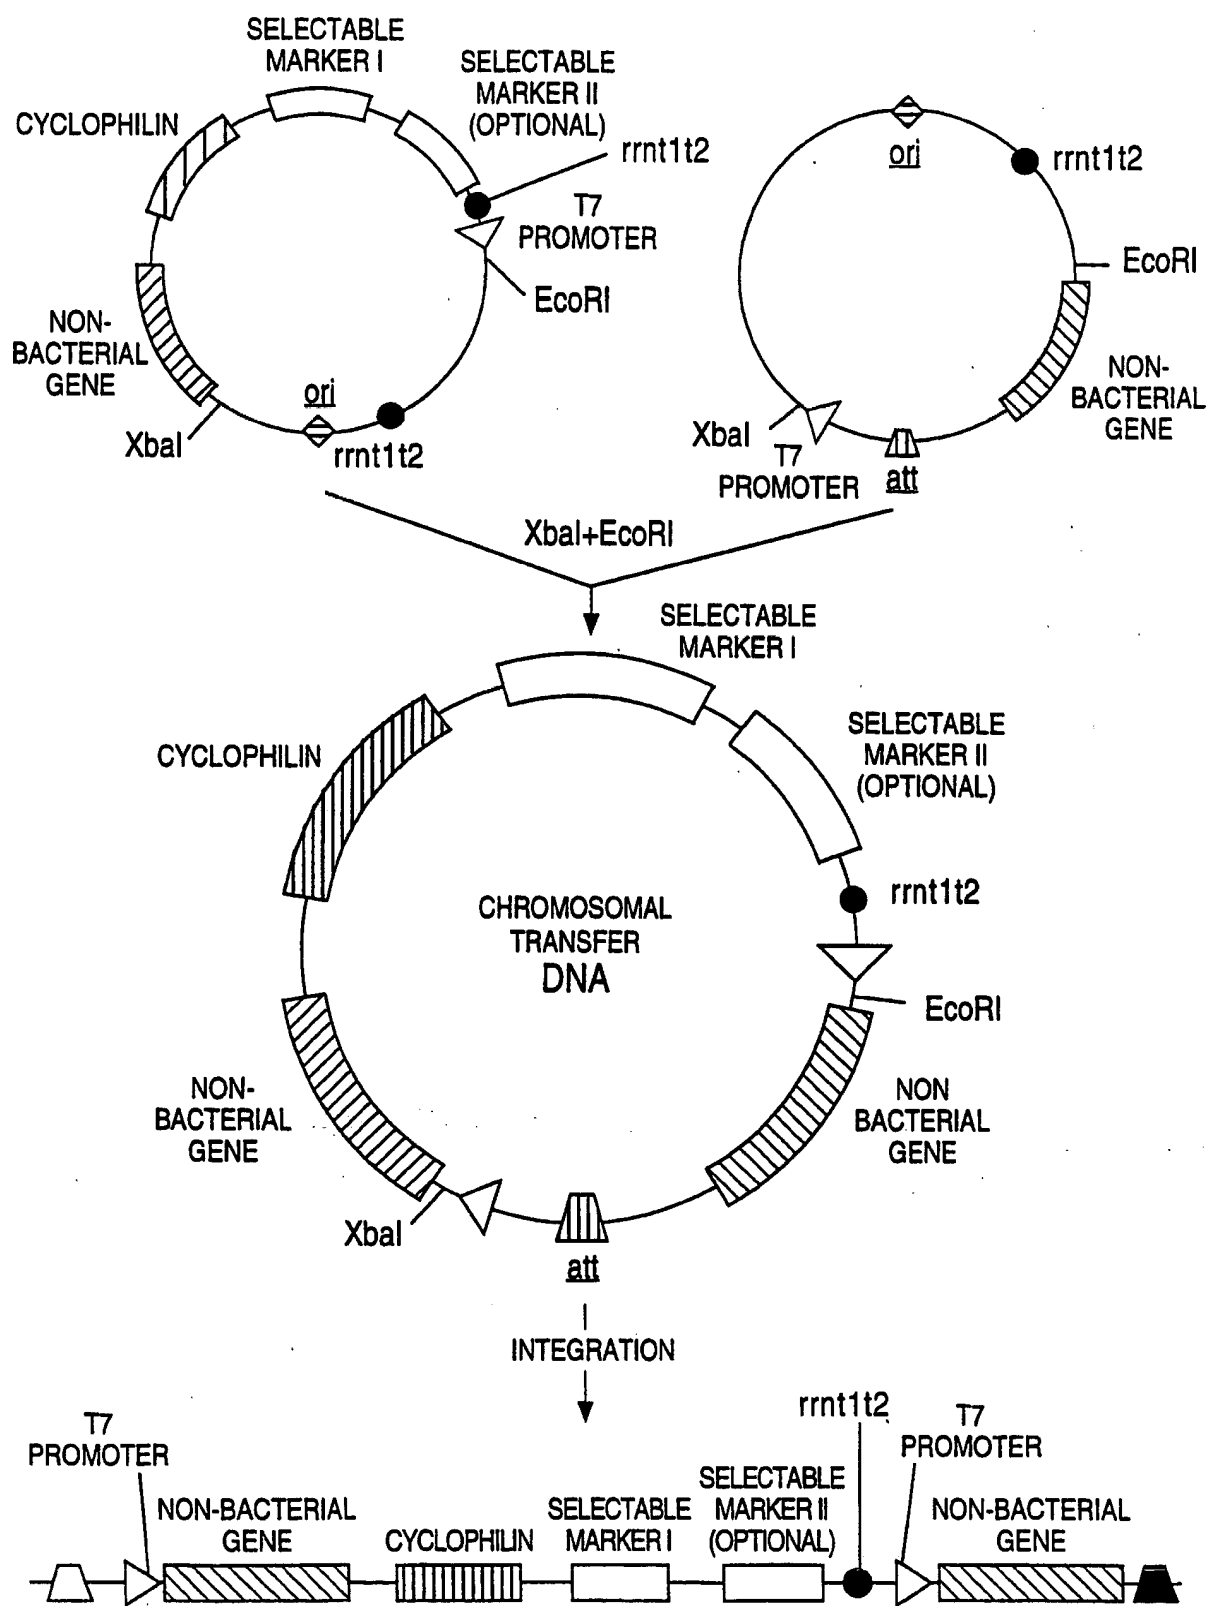 SELECTABLE
MARKER I
SELECTABLE
MARKER II
(OPTIONAL)
CYCLOPHILIN
rrnt1t2
T7
PROMOTER
EcoRI
NON-
BACTERIAL
GENE
XbaI
ori
rrnt1t2
ori
rrnt1t2
EcoRI
NON-
BACTERIAL
GENE
XbaI
T7
PROMOTER
att
XbaI+EcoRI
SELECTABLE
MARKER I
SELECTABLE
MARKER II
(OPTIONAL)
CYCLOPHILIN
rrnt1t2
CHROMOSOMAL
TRANSFER
DNA
EcoRI
NON-
BACTERIAL
GENE
NON
BACTERIAL
GENE
XbaI
att
INTEGRATION
T7
PROMOTER
NON-BACTERIAL
GENE
CYCLOPHILIN
SELECTABLE
MARKER I
SELECTABLE
MARKER II
(OPTIONAL)
rrnt1t2
T7
PROMOTER
NON-BACTERIAL
GENE